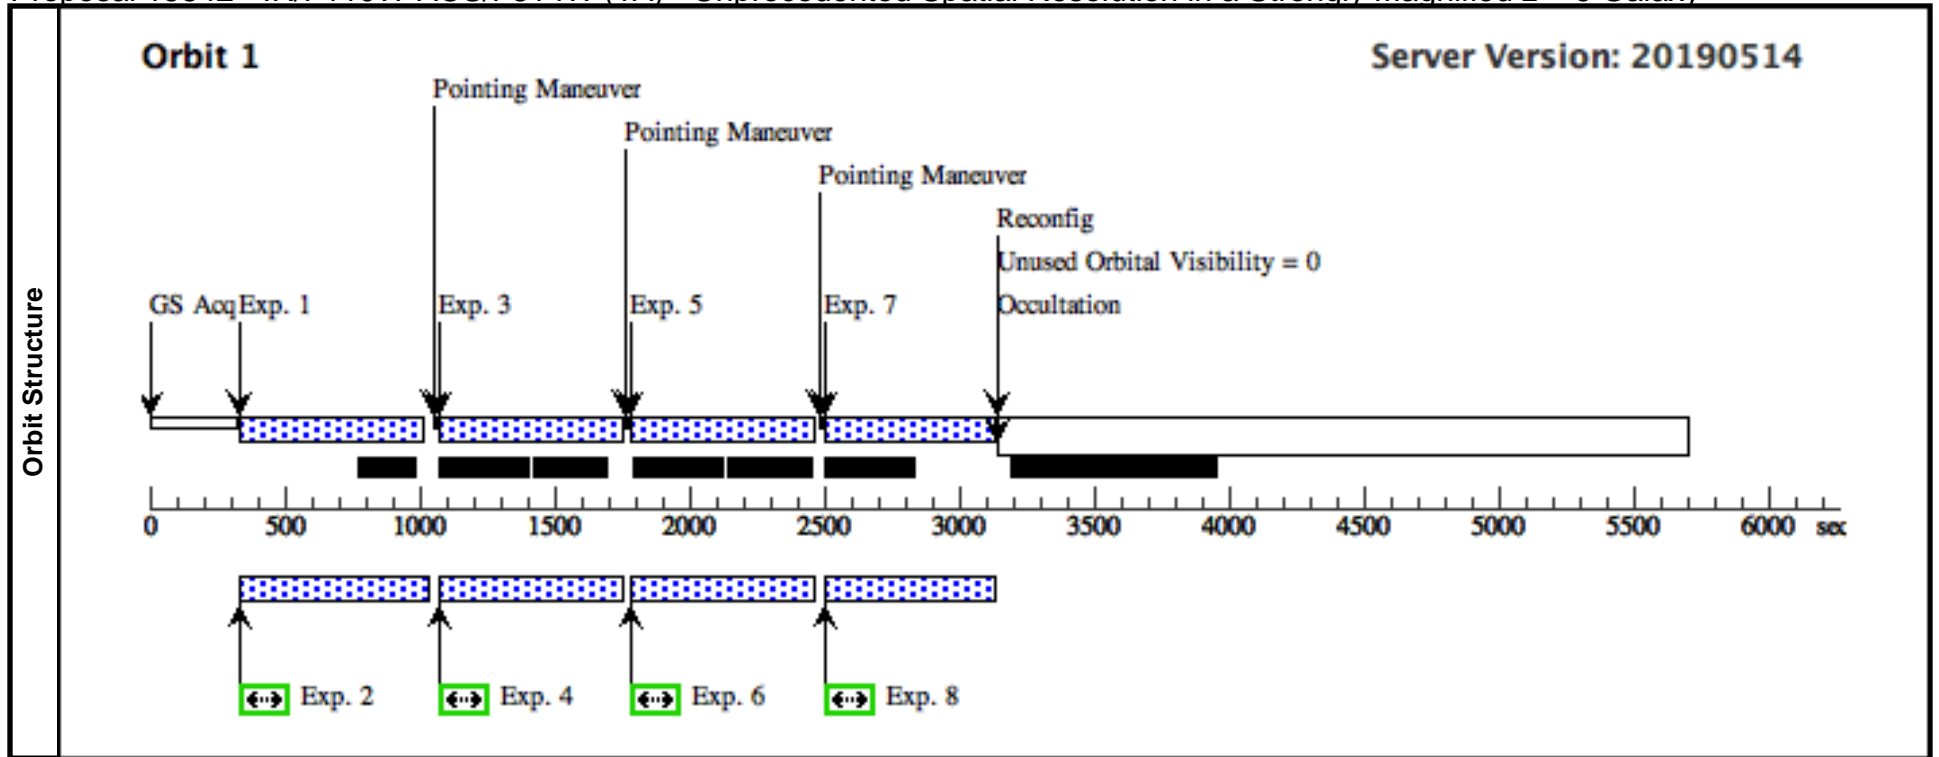 Orbit 1
Server Version: 20190514
Pointing Maneuver
Pointing Maneuver
Pointing Maneuver
Reconfig
Unused Orbital Visibility = 0
GS Acq Exp. 1 Exp. 3 Exp. 5 Exp. 7 Occultation
Orbit Structure
0 500 1000 1500 2000 2500 3000 3500 4000 4500 5000 5500 6000 sec
Exp. 2 Exp. 4 Exp. 6 Exp. 8